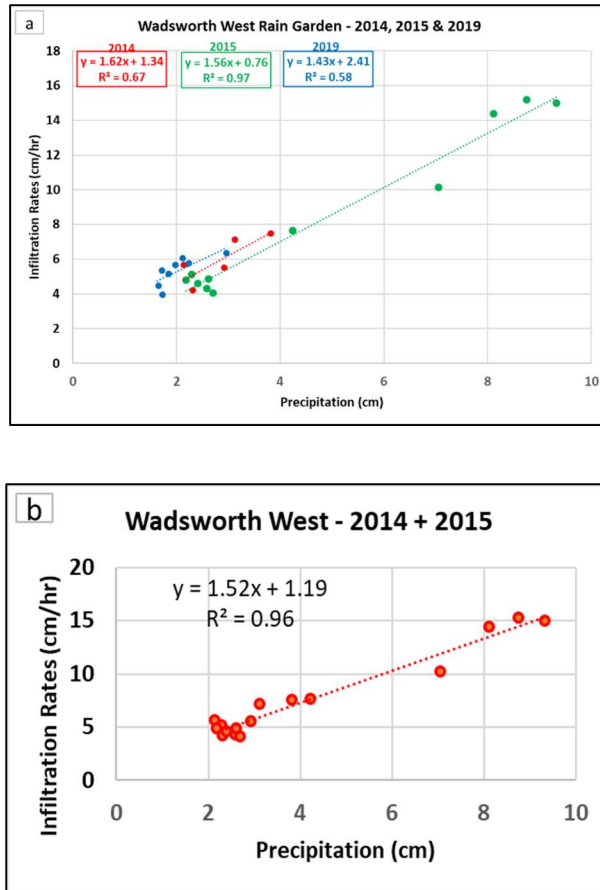 a
Wadsworth West Rain Garden - 2014, 2015 & 2019
2014 2015 2019
y = 1.62x + 1.34 y = 1.56x + 0.76 y = 1.43x + 2.41
R² = 0.67 R² = 0.97 R² = 0.58
18
16
14
12
10
8
6
4
2
0
Infiltration Rates (cm/hr)
0 2 4 6 8 10
Precipitation (cm)
b
Wadsworth West - 2014 + 2015
y = 1.52x + 1.19
R² = 0.96
20
15
10
5
0
Infiltration Rates (cm/hr)
0 2 4 6 8 10
Precipitation (cm)